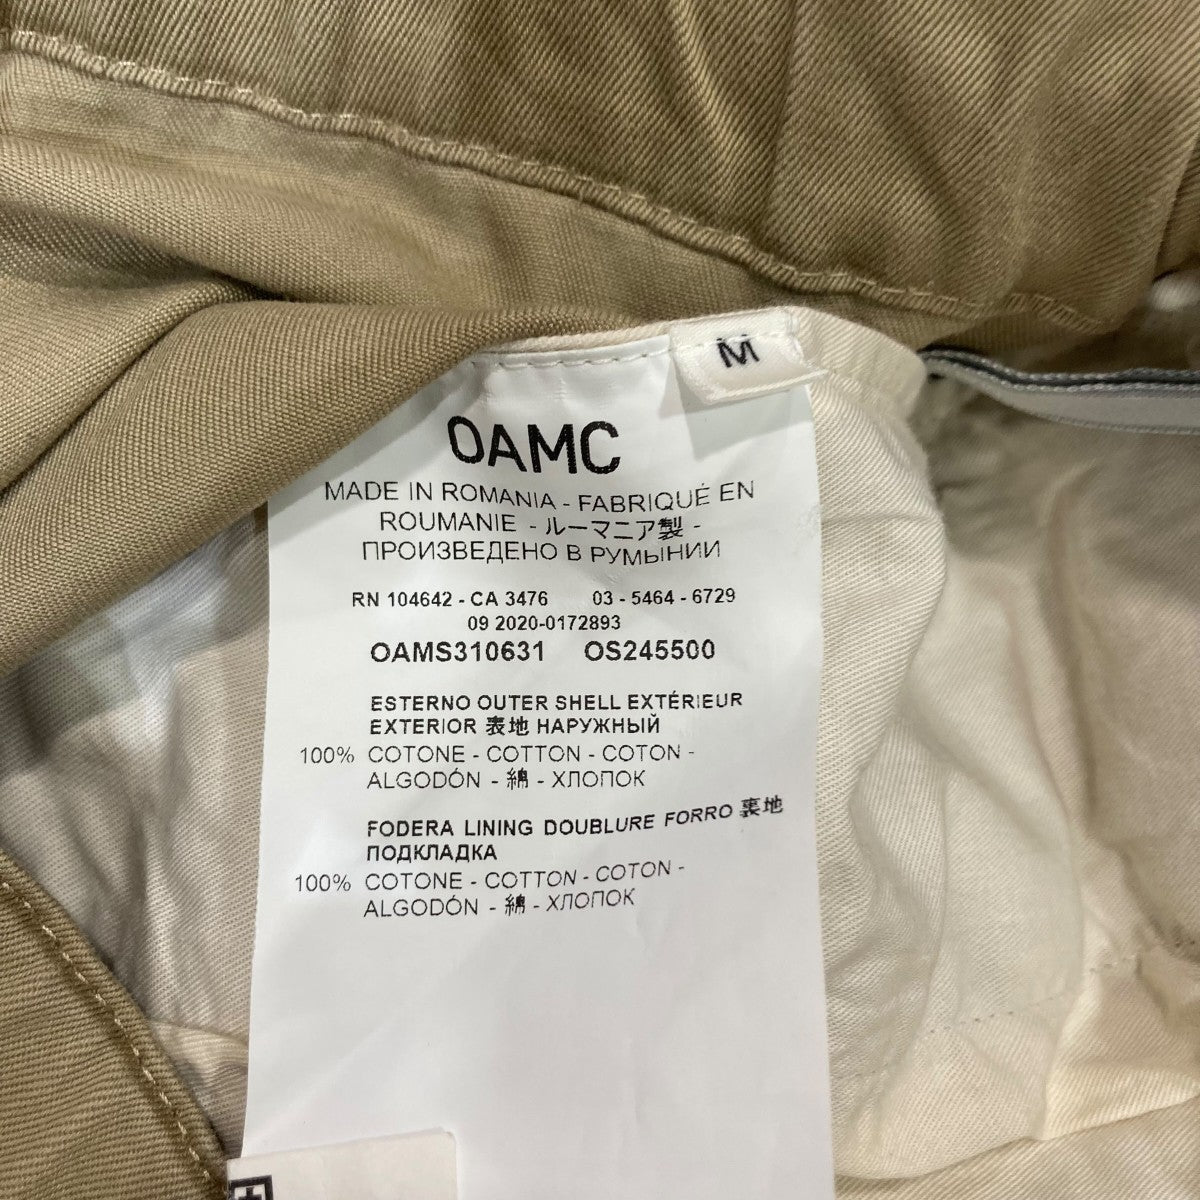 M
OAMC
MADE IN ROMANIA - FABRIQUÉ EN
ROUMANIE - ルーマニア製 -
ПРОИЗВЕДЕНО В РУМЫНИИ
RN 104642 - CA 3476 03 - 5464 - 6729
09 2020-0172893
OAMS310631 OS245500
ESTERNO OUTER SHELL EXTÉRIEUR
EXTERIOR 表地 НАРУЖНЫЙ
100% COTONE - COTTON - COTON -
ALGODÓN - 綿 - ХЛОПОК
FODERA LINING DOUBLURE FORRO 裏地
ПОДКЛАДКА
100% COTONE - COTTON - COTON -
ALGODÓN - 綿 - ХЛОПОК